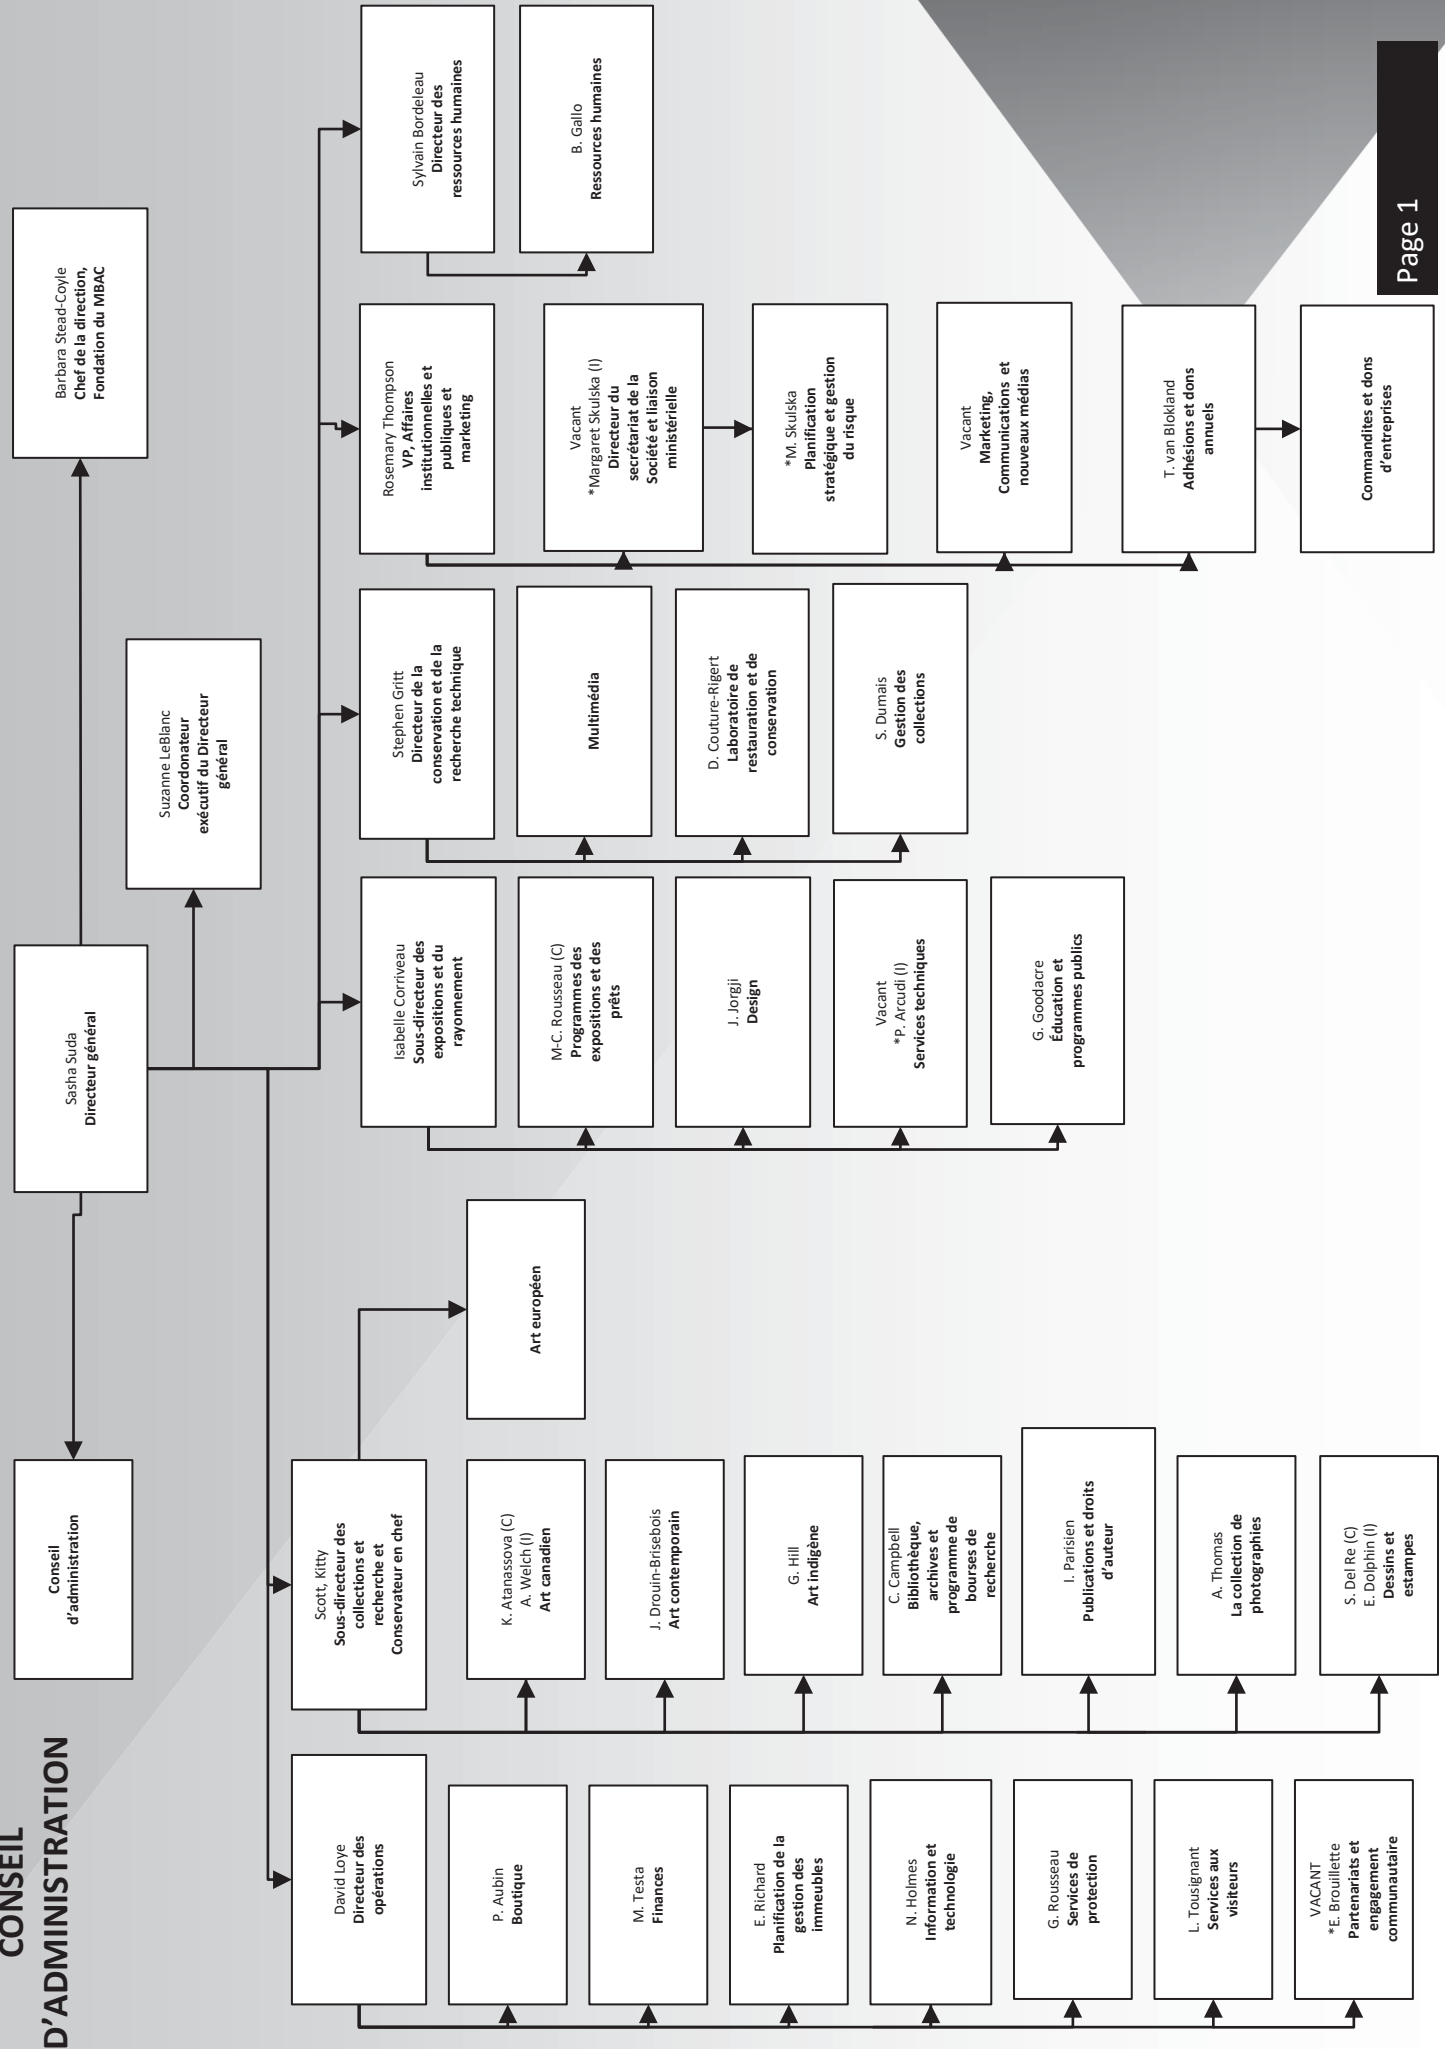 CONSEIL
D’ADMINISTRATION
Conseil
d’administration
Sasha Suda
Directeur général
Barbara Stead-Coyle
Chef de la direction,
Fondation du MBAC
Suzanne LeBlanc
Coordonateur
exécutif du Directeur
général
David Loye
Directeur des
opérations
P. Aubin
Boutique
M. Testa
Finances
E. Richard
Planification de la
gestion des
immeubles
N. Holmes
Information et
technologie
G. Rousseau
Services de
protection
L. Tousignant
Services aux
visiteurs
VACANT
*E. Brouillette
Partenariats et
engagement
communautaire
Scott, Kitty
Sous-directeur des
collections et
recherche et
Conservateur en chef
Art européen
K. Atanassova (C)
A. Welch (I)
Art canadien
J. Drouin-Brisebois
Art contemporain
G. Hill
Art indigène
C. Campbell
Bibliothèque,
archives et
programme de
bourses de
recherche
I. Parisien
Publications et droits
d’auteur
A. Thomas
La collection de
photographies
S. Del Re (C)
E. Dolphin (I)
Dessins et
estampes
Isabelle Corriveau
Sous-directeur des
expositions et du
rayonnement
M-C. Rousseau (C)
Programmes des
expositions et des
prêts
J. Jorgji
Design
Vacant
*P. Arcudi (I)
Services techniques
G. Goodacre
Éducation et
programmes publics
Stephen Gritt
Directeur de la
conservation et de la
recherche technique
Multimédia
D. Couture-Rigert
Laboratoire de
restauration et de
conservation
S. Dumais
Gestion des
collections
Rosemary Thompson
VP, Affaires
institutionnelles et
publiques et
marketing
Vacant
*Margaret Skulska (I)
Directeur du
secrétariat de la
Société et liaison
ministérielle
*M. Skulska
Planification
stratégique et gestion
du risque
Vacant
Marketing,
Communications et
nouveaux médias
T. van Blokland
Adhésions et dons
annuels
Commandites et dons
d’entreprises
Sylvain Bordeleau
Directeur des
ressources humaines
B. Gallo
Ressources humaines
Page 1